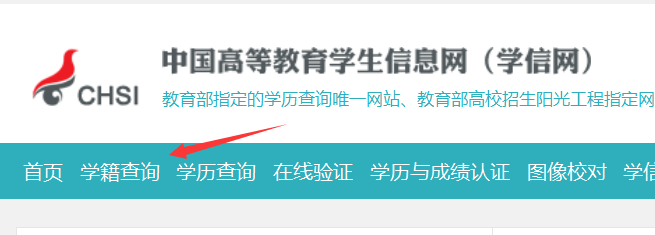 中国高等教育学生信息网（学信网）
CHSI
教育部指定的学历查询唯一网站、教育部高校招生阳光工程指定网
首页 学籍查询 学历查询 在线验证 学历与成绩认证 图像校对 学信